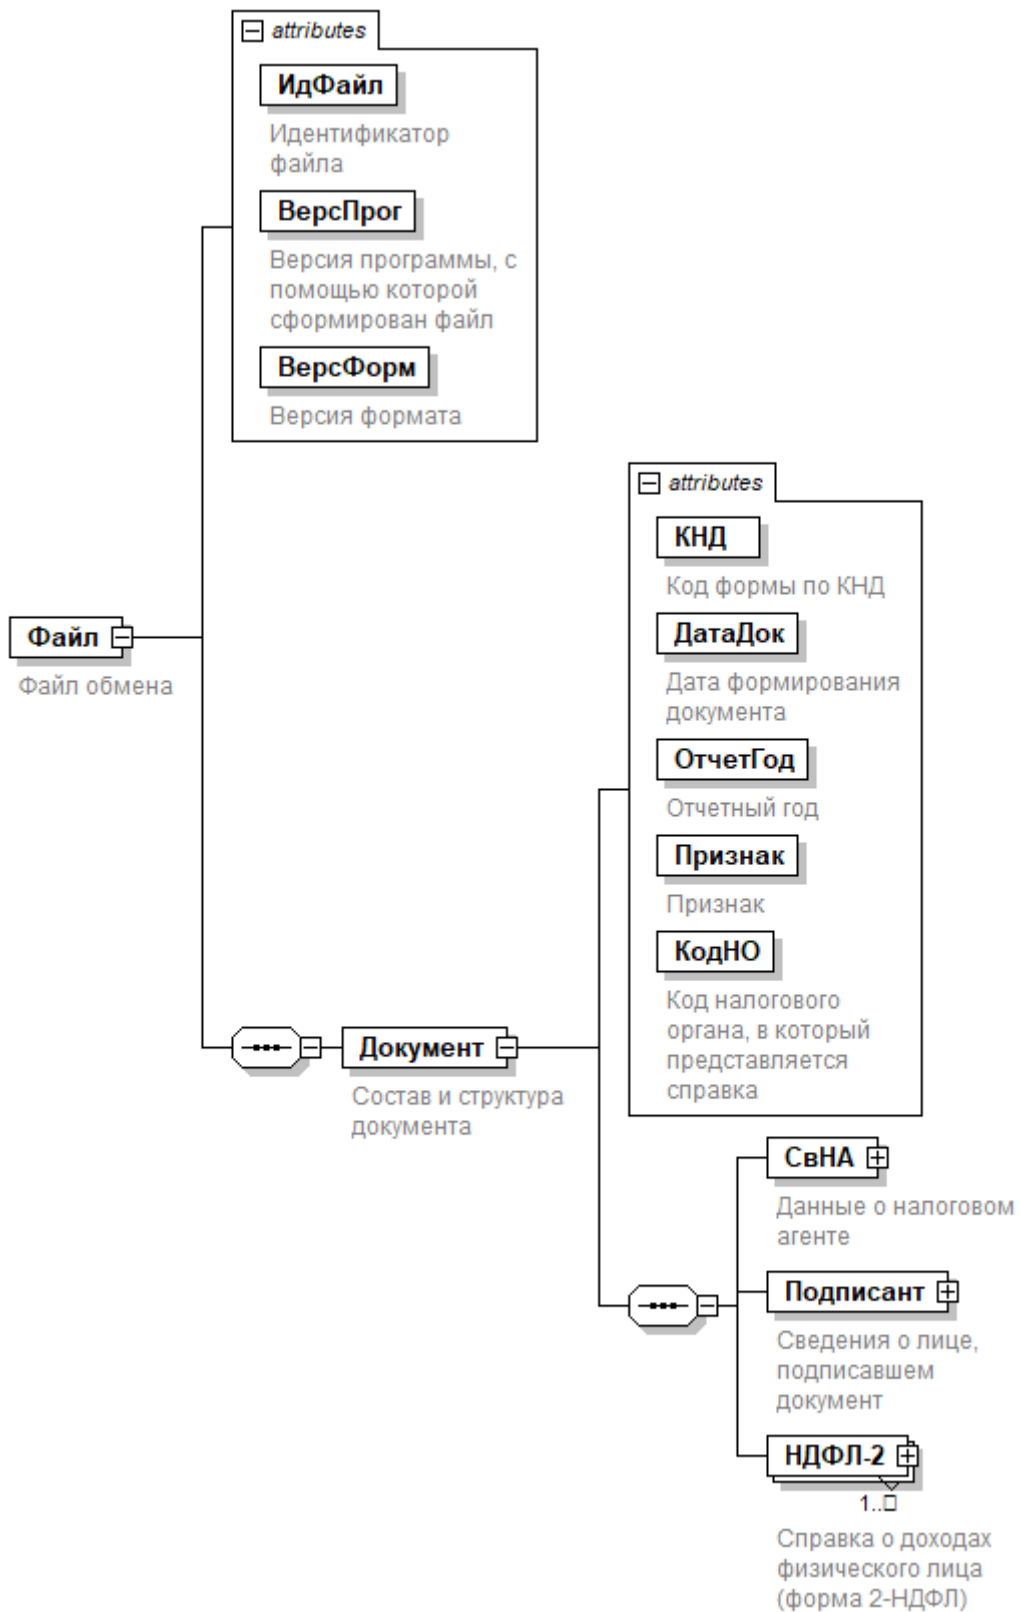 attributes
ИдФайл
Идентификатор
файла
ВерсПрог
Версия программы, с
помощью которой
сформирован файл
ВерсФорм
Версия формата
Файл
Файл обмена
attributes
КНД
Код формы по КНД
ДатаДок
Дата формирования
документа
ОтчетГод
Отчетный год
Признак
Признак
КодНО
Код налогового
органа, в который
представляется
справка
Документ
Состав и структура
документа
СвНА
Данные о налоговом
агенте
Подписант
Сведения о лице,
подписавшем
документ
НДФЛ-2
1..□
Справка о доходах
физического лица
(форма 2-НДФЛ)